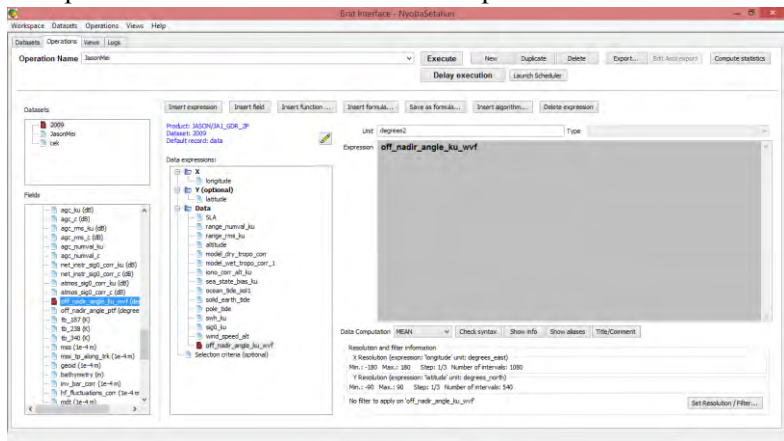 Brat Interface - NyobaSetahun
Workspace Datasets Operations Views Help
Datasets Operations Views Logs
Operation Name JasonMei
Execute New Duplicate Delete Export... Edit Ascii export Compute statistics
Delay execution Launch Scheduler
Datasets
2009
JasonMei
cek
Fields
agc_ku (dB)
agc_c (dB)
agc_rms_ku (dB)
agc_rms_c (dB)
agc_numval_ku
agc_numval_c
net_instr_sig0_corr_ku (dB)
net_instr_sig0_corr_c (dB)
atmos_sig0_corr_ku (dB)
atmos_sig0_corr_c (dB)
off_nadir_angle_ku_wvf (deg
off_nadir_angle_ptf (degree
tb_187 (K)
tb_238 (K)
tb_340 (K)
mss (1e-4 m)
mss_tp_along_trk (1e-4 m)
geoid (1e-4 m)
bathymetry (m)
inv_bar_corr (1e-4 m)
hf_fluctuations_corr (1e-4 m
mdt (1e-4 m)
Insert expression Insert field Insert function... Insert formula... Save as formula... Insert algorithm... Delete expression
Product: JASON/JA1_GDR_2P
Dataset: 2009
Default record: data
Data expressions:
X
longitude
Y (optional)
latitude
Data
SLA
range_numval_ku
range_rms_ku
altitude
model_dry_tropo_corr
model_wet_tropo_corr_1
iono_corr_alt_ku
sea_state_bias_ku
ocean_tide_sol1
solid_earth_tide
pole_tide
swh_ku
sig0_ku
wind_speed_alt
off_nadir_angle_ku_wvf
Selection criteria (optional)
Unit degrees2 Type
Expression off_nadir_angle_ku_wvf
Data Computation MEAN Check syntax Show info Show aliases Title/Comment
Resolution and filter information
X Resolution (expression: 'longitude' unit: degrees_east)
Min.: -180 Max.: 180 Step: 1/3 Number of intervals: 1080
Y Resolution (expression: 'latitude' unit: degrees_north)
Min.: -90 Max.: 90 Step: 1/3 Number of intervals: 540
No filter to apply on 'off_nadir_angle_ku_wvf'
Set Resolution / Filter...